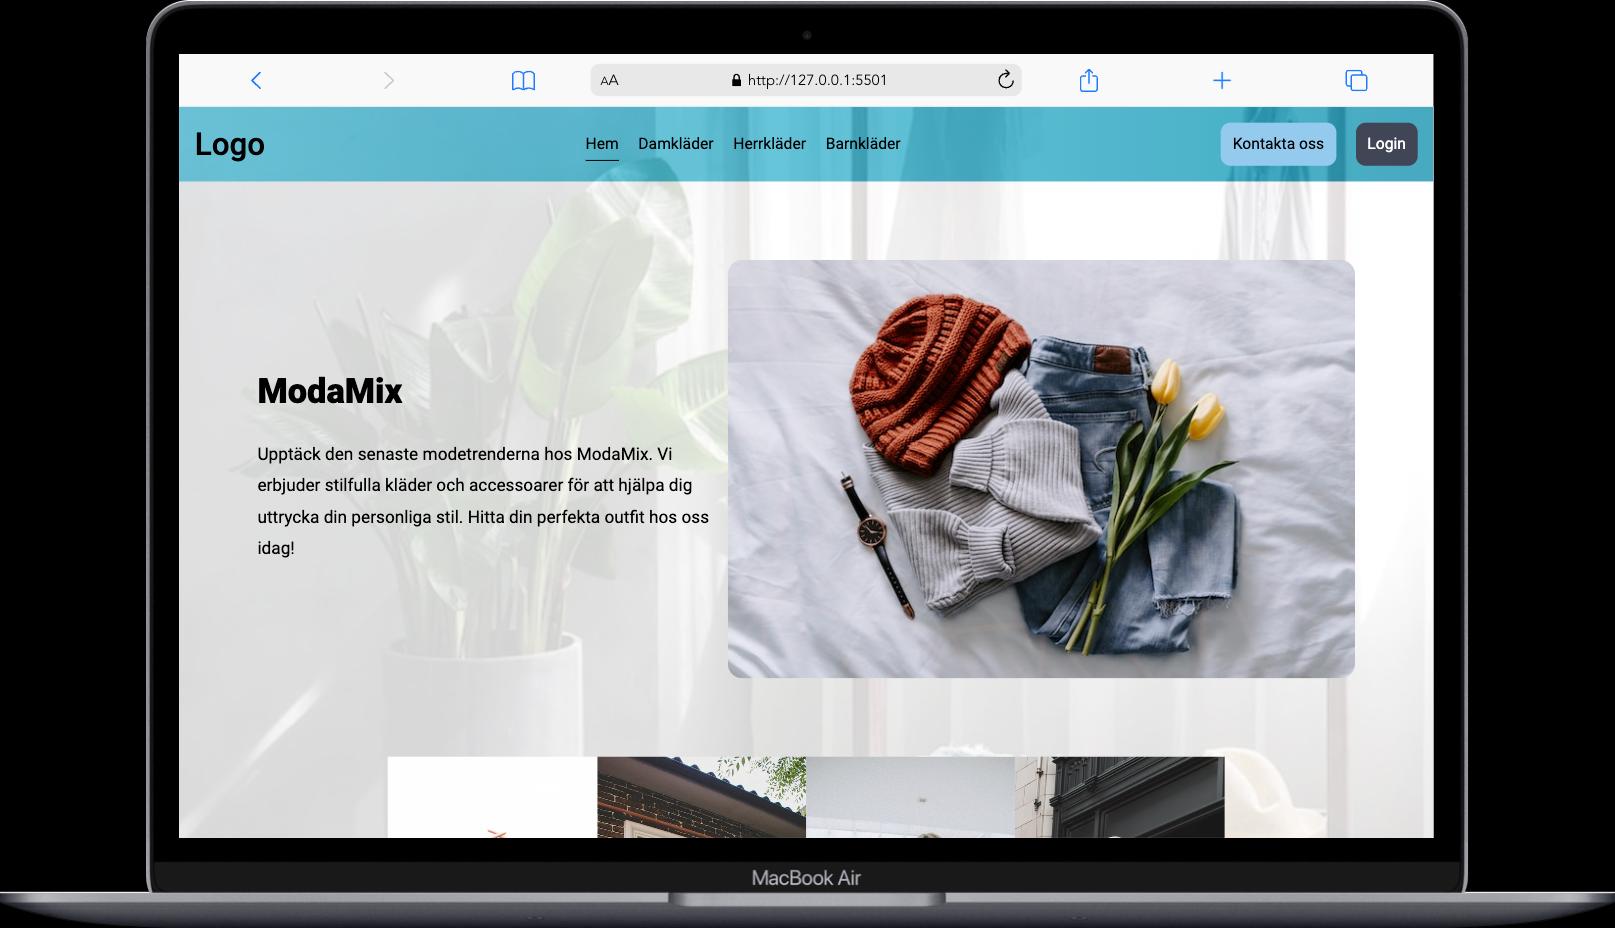 AA
http://127.0.0.1:5501
Logo
Hem Damkläder Herrkläder Barnkläder
Kontakta oss
Login
ModaMix
Upptäck den senaste modetrenderna hos ModaMix. Vi
erbjuder stilfulla kläder och accessoarer för att hjälpa dig
uttrycka din personliga stil. Hitta din perfekta outfit hos oss
idag!
MacBook Air